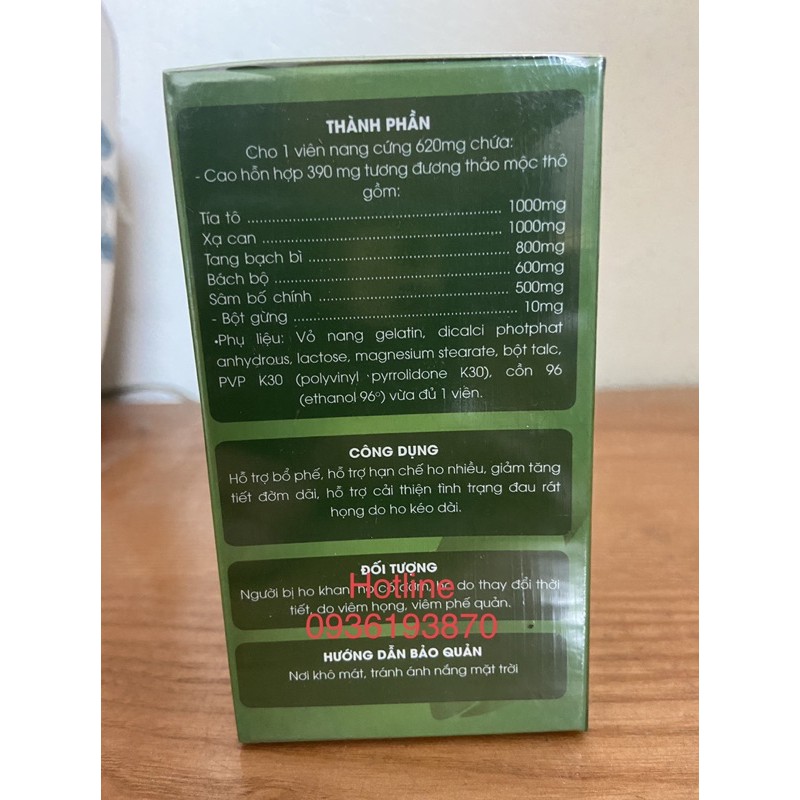 THÀNH PHẦN
Cho 1 viên nang cứng 620mg chứa:
- Cao hỗn hợp 390 mg tương đương thảo mộc thô
gồm:
Tía tô ........ 1000mg
Xạ can ........ 1000mg
Tang bạch bì ........ 800mg
Bách bộ ........ 600mg
Sâm bố chính ........ 500mg
- Bột gừng ........ 10mg
•Phụ liệu: Vỏ nang gelatin, dicalci photphat
anhydrous, lactose, magnesium stearate, bột talc,
PVP K30 (polyvinyl pyrrolidone K30), cồn 96
(ethanol 96º) vừa đủ 1 viên.
CÔNG DỤNG
Hỗ trợ bổ phế, hỗ trợ hạn chế ho nhiều, giảm tăng
tiết đờm dãi, hỗ trợ cải thiện tình trạng đau rát
họng do ho kéo dài.
ĐỐI TƯỢNG
Người bị ho khan, ho có đờm, ho do thay đổi thời
tiết, do viêm họng, viêm phế quản.
Hotline
0936193870
HƯỚNG DẪN BẢO QUẢN
Nơi khô mát, tránh ánh nắng mặt trời